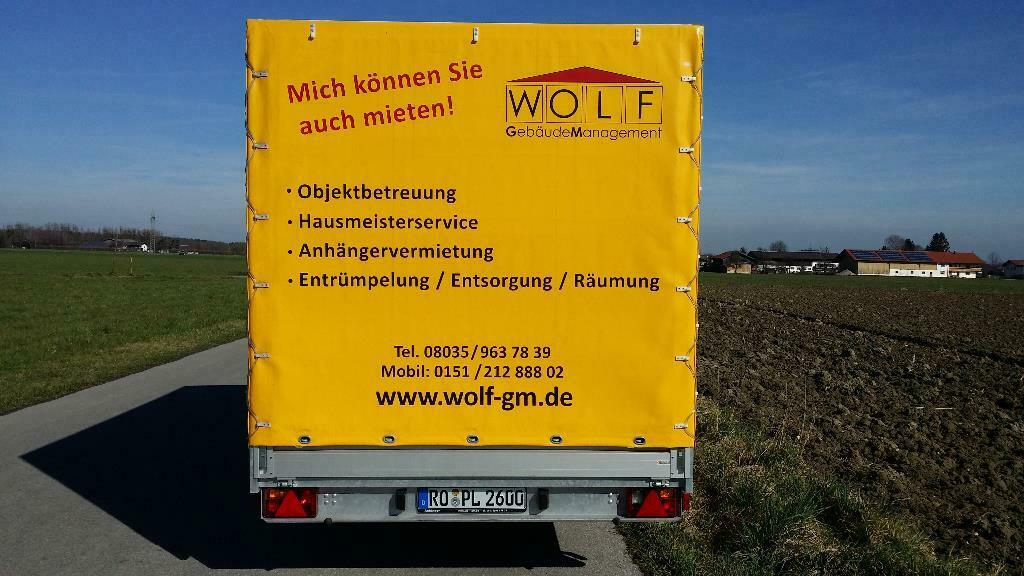 Mich können Sie
auch mieten!
WOLF
GebäudeManagement
• Objektbetreuung
• Hausmeisterservice
• Anhängervermietung
• Entrümpelung / Entsorgung / Räumung
Tel. 08035/963 78 39
Mobil: 0151/212 888 02
www.wolf-gm.de
D RO PL 2600